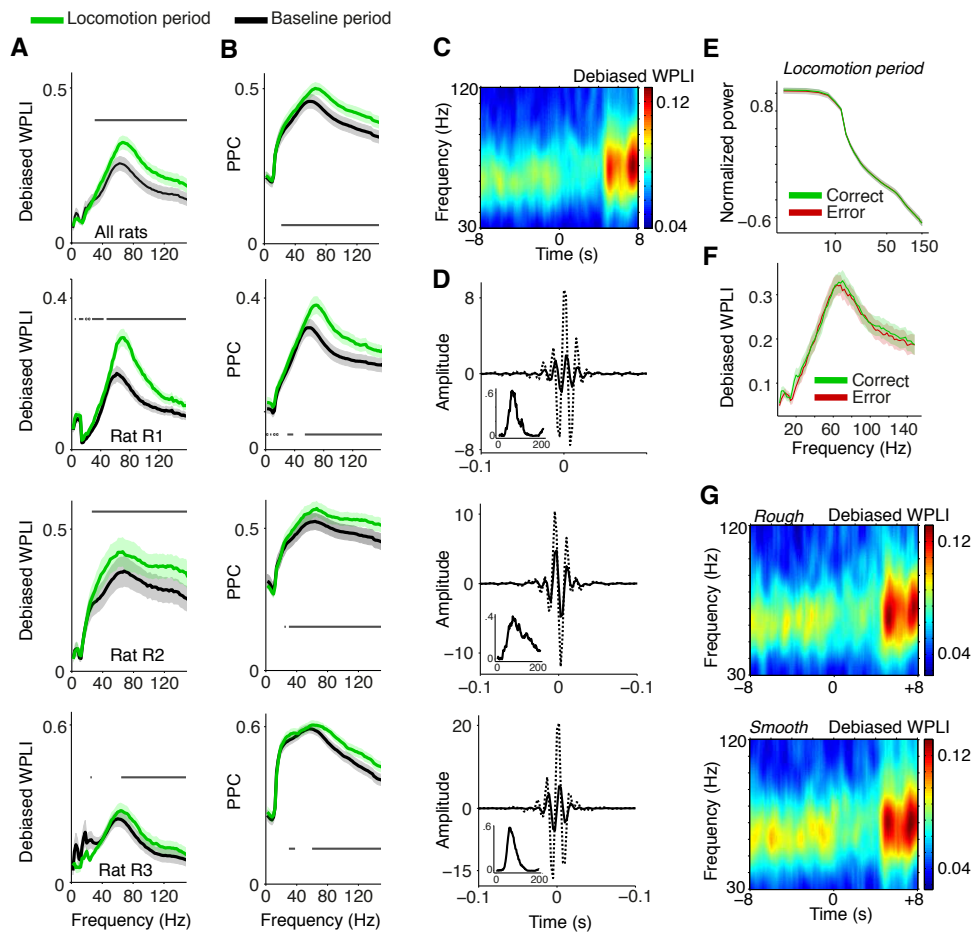 Locomotion period
Baseline period
A
Debiased WPLI
0.5
0
All rats
0 40 80 120
Debiased WPLI
0.4
0
Rat R1
0 40 80 120
Debiased WPLI
0.5
0
Rat R2
0 40 80 120
Debiased WPLI
0.6
0
Rat R3
0 40 80 120
Frequency (Hz)
B
PPC
0.5
0
0 40 80 120
PPC
0.4
0
0 40 80 120
PPC
0.5
0
0 40 80 120
PPC
0.6
0
0 40 80 120
Frequency (Hz)
C
Debiased WPLI
Frequency (Hz)
120
30
−8 0 8
Time (s)
0.12
0.04
D
Amplitude
8
0
−8
.6
0
0 200
−0.1 0
Amplitude
10
0
−10
.4
0
0 200
−0.1 0 −0.1
Amplitude
20
0
−15
.6
0
0 200
−0.1 0 −0.1
Time (s)
E
Locomotion period
Normalized power
0.8
−0.6
Correct
Error
10 50 150
F
Debiased WPLI
0.3
0.2
0.1
Correct
Error
20 60 100 140
Frequency (Hz)
G
Rough
Debiased WPLI
Frequency (Hz)
120
30
−8 0 +8
0.12
0.04
Smooth
Debiased WPLI
Frequency (Hz)
120
30
−8 0 +8
Time (s)
0.12
0.04